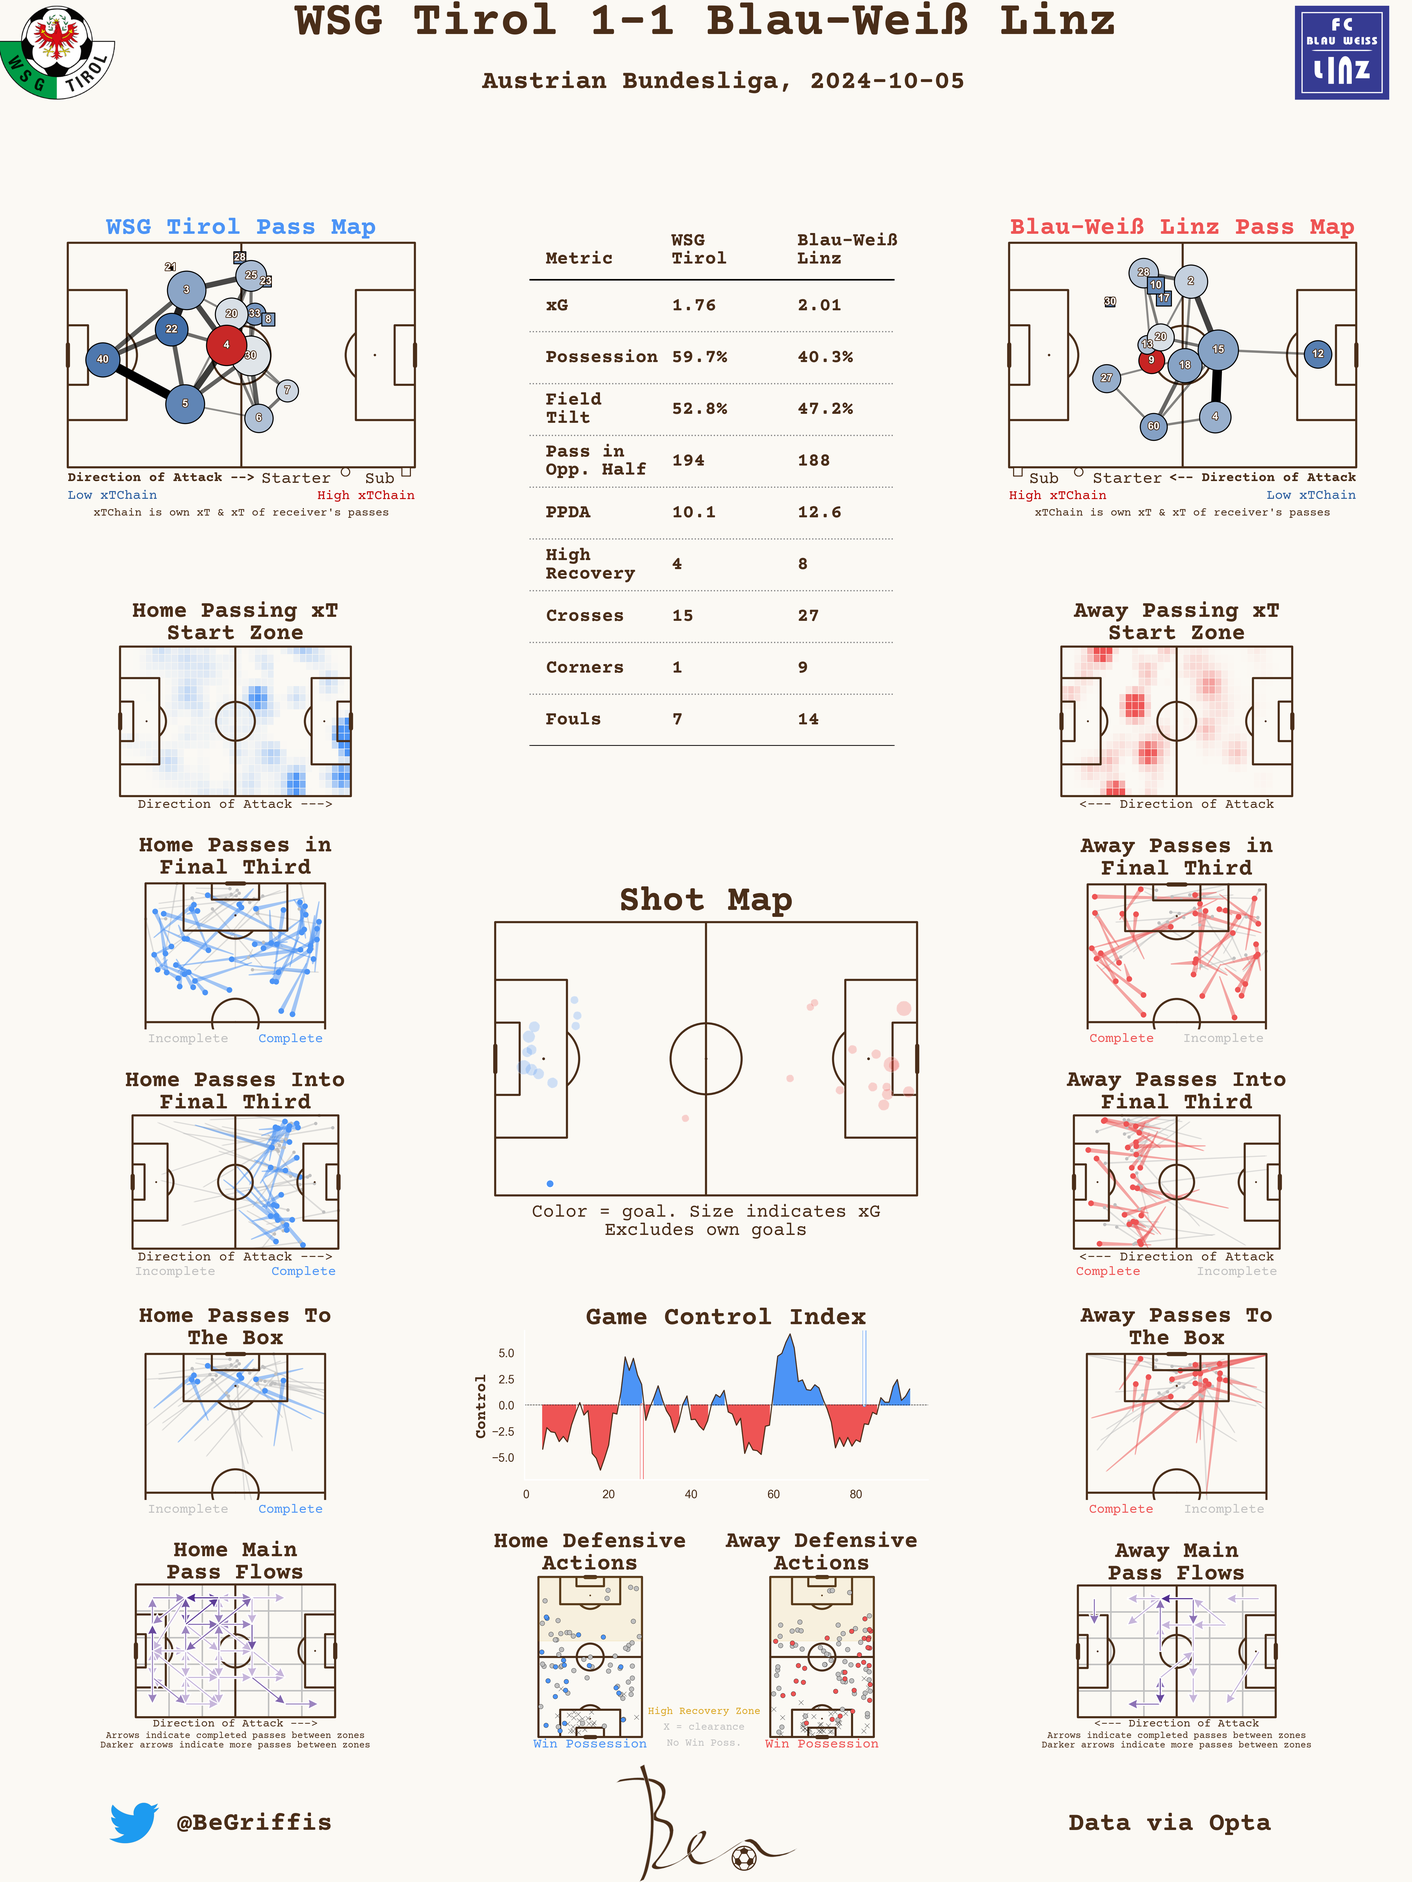 WSG Tirol 1-1 Blau-Weiß Linz
Austrian Bundesliga, 2024-10-05
WSG TIROL
FC
BLAU WEISS
LINZ
WSG Tirol Pass Map
21
28
25
23
3
20
33
8
22
4
30
40
7
5
6
Direction of Attack --> Starter Sub
Low xTChain High xTChain
xTChain is own xT & xT of receiver's passes
Metric WSG Tirol Blau-Weiß Linz
xG 1.76 2.01
Possession 59.7% 40.3%
Field Tilt 52.8% 47.2%
Pass in Opp. Half 194 188
PPDA 10.1 12.6
High Recovery 4 8
Crosses 15 27
Corners 1 9
Fouls 7 14
Blau-Weiß Linz Pass Map
28
10
2
17
30
20
13
15
9
18
12
27
4
60
Sub Starter <-- Direction of Attack
High xTChain Low xTChain
xTChain is own xT & xT of receiver's passes
Home Passing xT
Start Zone
Direction of Attack --->
Away Passing xT
Start Zone
<--- Direction of Attack
Home Passes in
Final Third
Incomplete Complete
Away Passes in
Final Third
Complete Incomplete
Shot Map
Color = goal. Size indicates xG
Excludes own goals
Home Passes Into
Final Third
Direction of Attack --->
Incomplete Complete
Away Passes Into
Final Third
<--- Direction of Attack
Complete Incomplete
Home Passes To
The Box
Incomplete Complete
Game Control Index
Control
5.0
2.5
0.0
−2.5
−5.0
0 20 40 60 80
Away Passes To
The Box
Complete Incomplete
Home Main
Pass Flows
Direction of Attack --->
Arrows indicate completed passes between zones
Darker arrows indicate more passes between zones
Home Defensive
Actions
Win Possession
Away Defensive
Actions
Win Possession
High Recovery Zone
X = clearance
No Win Poss.
Away Main
Pass Flows
<--- Direction of Attack
Arrows indicate completed passes between zones
Darker arrows indicate more passes between zones
@BeGriffis
Ben
Data via Opta